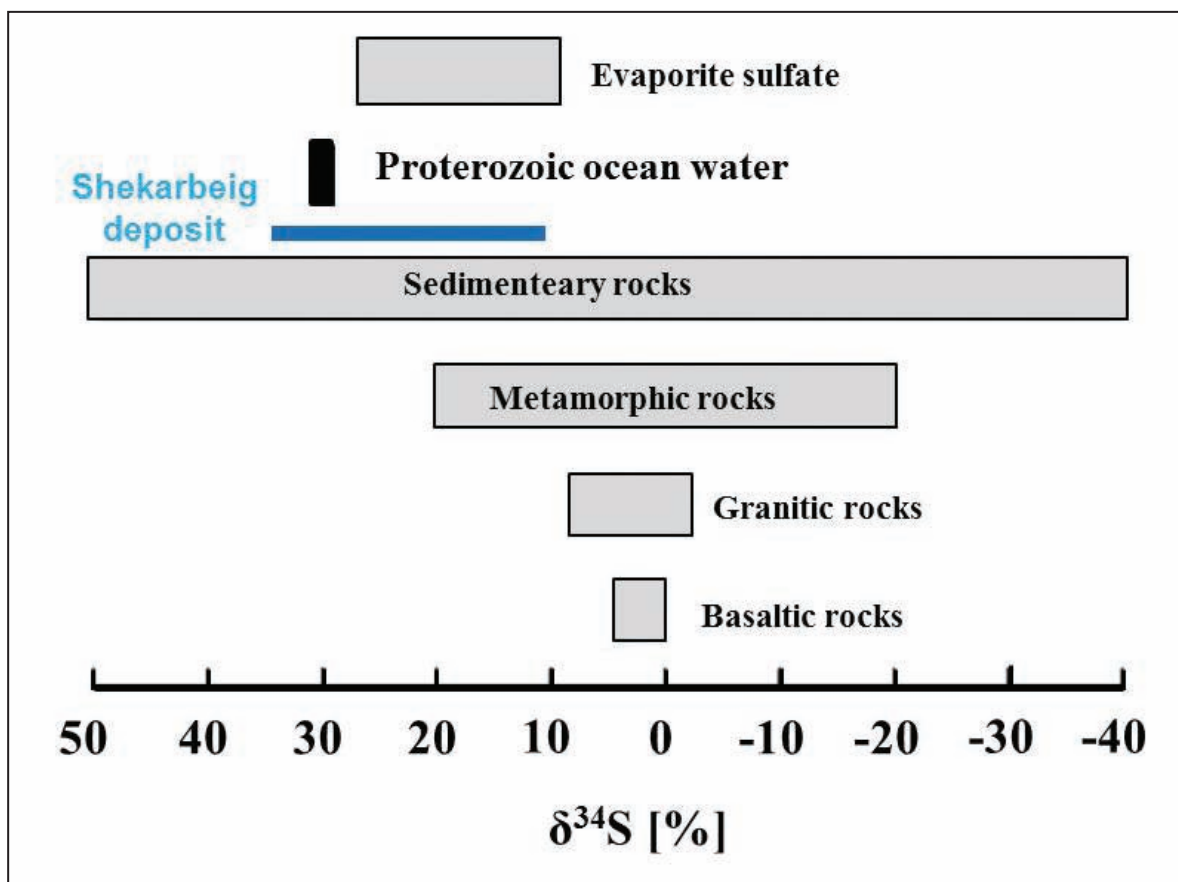 Evaporite sulfate
Proterozoic ocean water
Shekarbeig
deposit
Sedimenteary rocks
Metamorphic rocks
Granitic rocks
Basaltic rocks
50 40 30 20 10 0 -10 -20 -30 -40
δ³⁴S [%]